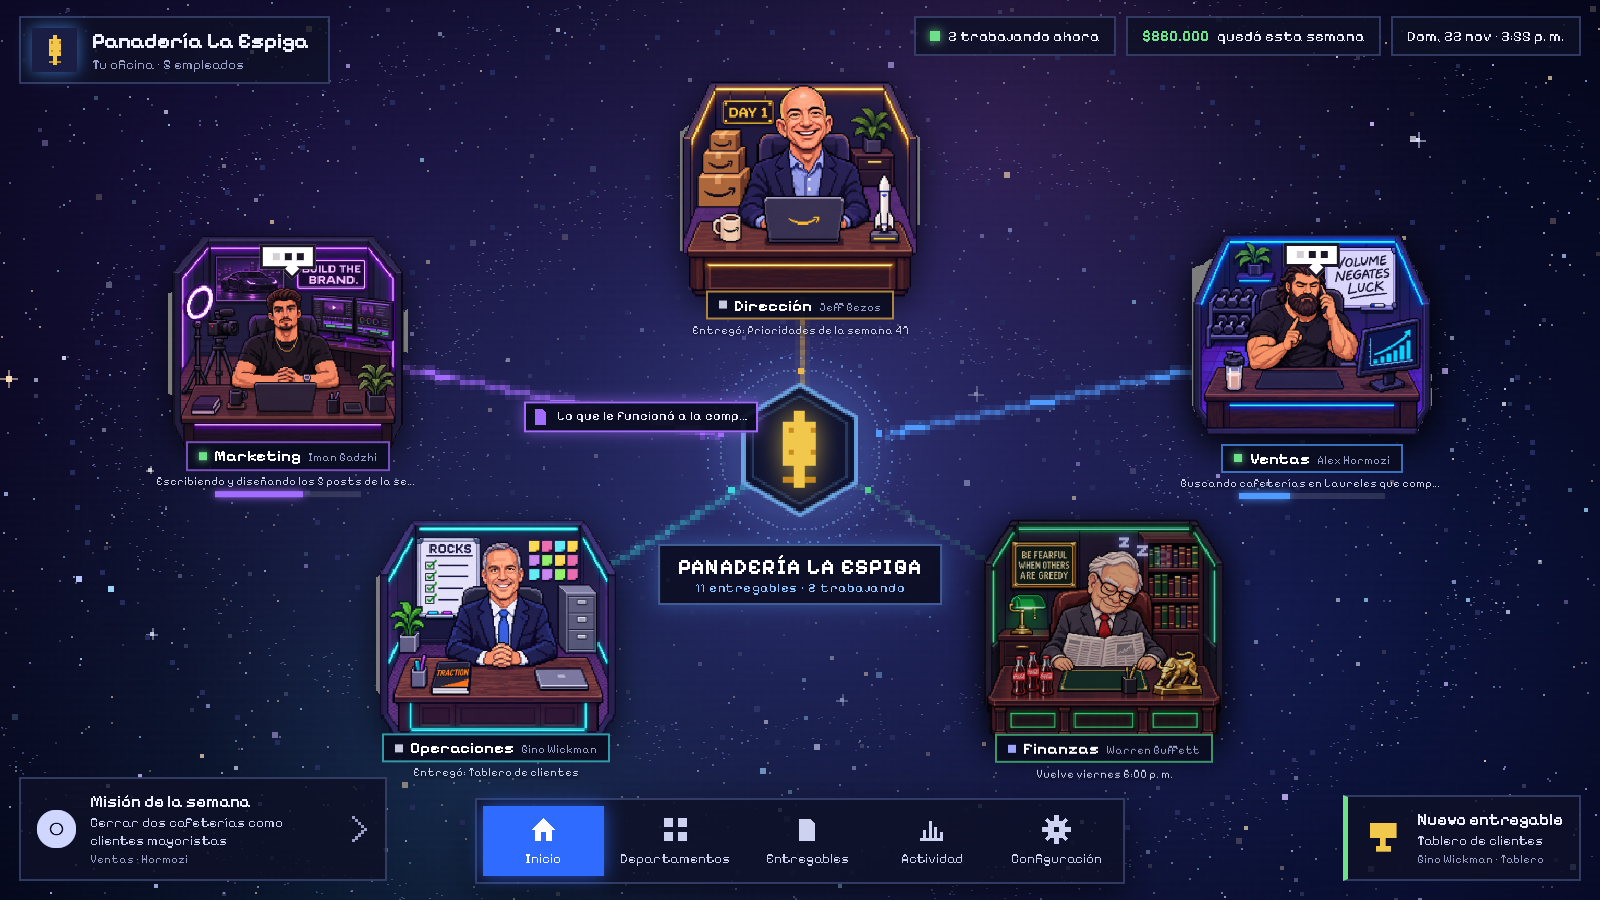 Panadería La Espiga
Tu oficina · 5 empleados
2 trabajando ahora
$880.000 quedó esta semana
Dom, 22 nov · 3:55 p. m.
DAY 1
Dirección Jeff Bezos
Entregó: Prioridades de la semana 47
BUILD THE
BRAND.
Marketing Iman Gadzhi
Escribiendo y diseñando los 5 posts de la se...
VOLUME
NEGATES
LUCK
Ventas Alex Hormozi
Buscando cafeterías en Laureles que comp...
Lo que le funcionó a la comp...
PANADERÍA LA ESPIGA
11 entregables · 2 trabajando
ROCKS
TRACTION
Operaciones Gino Wickman
Entregó: Tablero de clientes
BE FEARFUL
WHEN OTHERS
ARE GREEDY
Z
Z
Finanzas Warren Buffett
Vuelve viernes 6:00 p. m.
Misión de la semana
Cerrar dos cafeterías como
clientes mayoristas
Ventas · Hormozi
Inicio
Departamentos
Entregables
Actividad
Configuración
Nuevo entregable
Tablero de clientes
Gino Wickman · Tablero